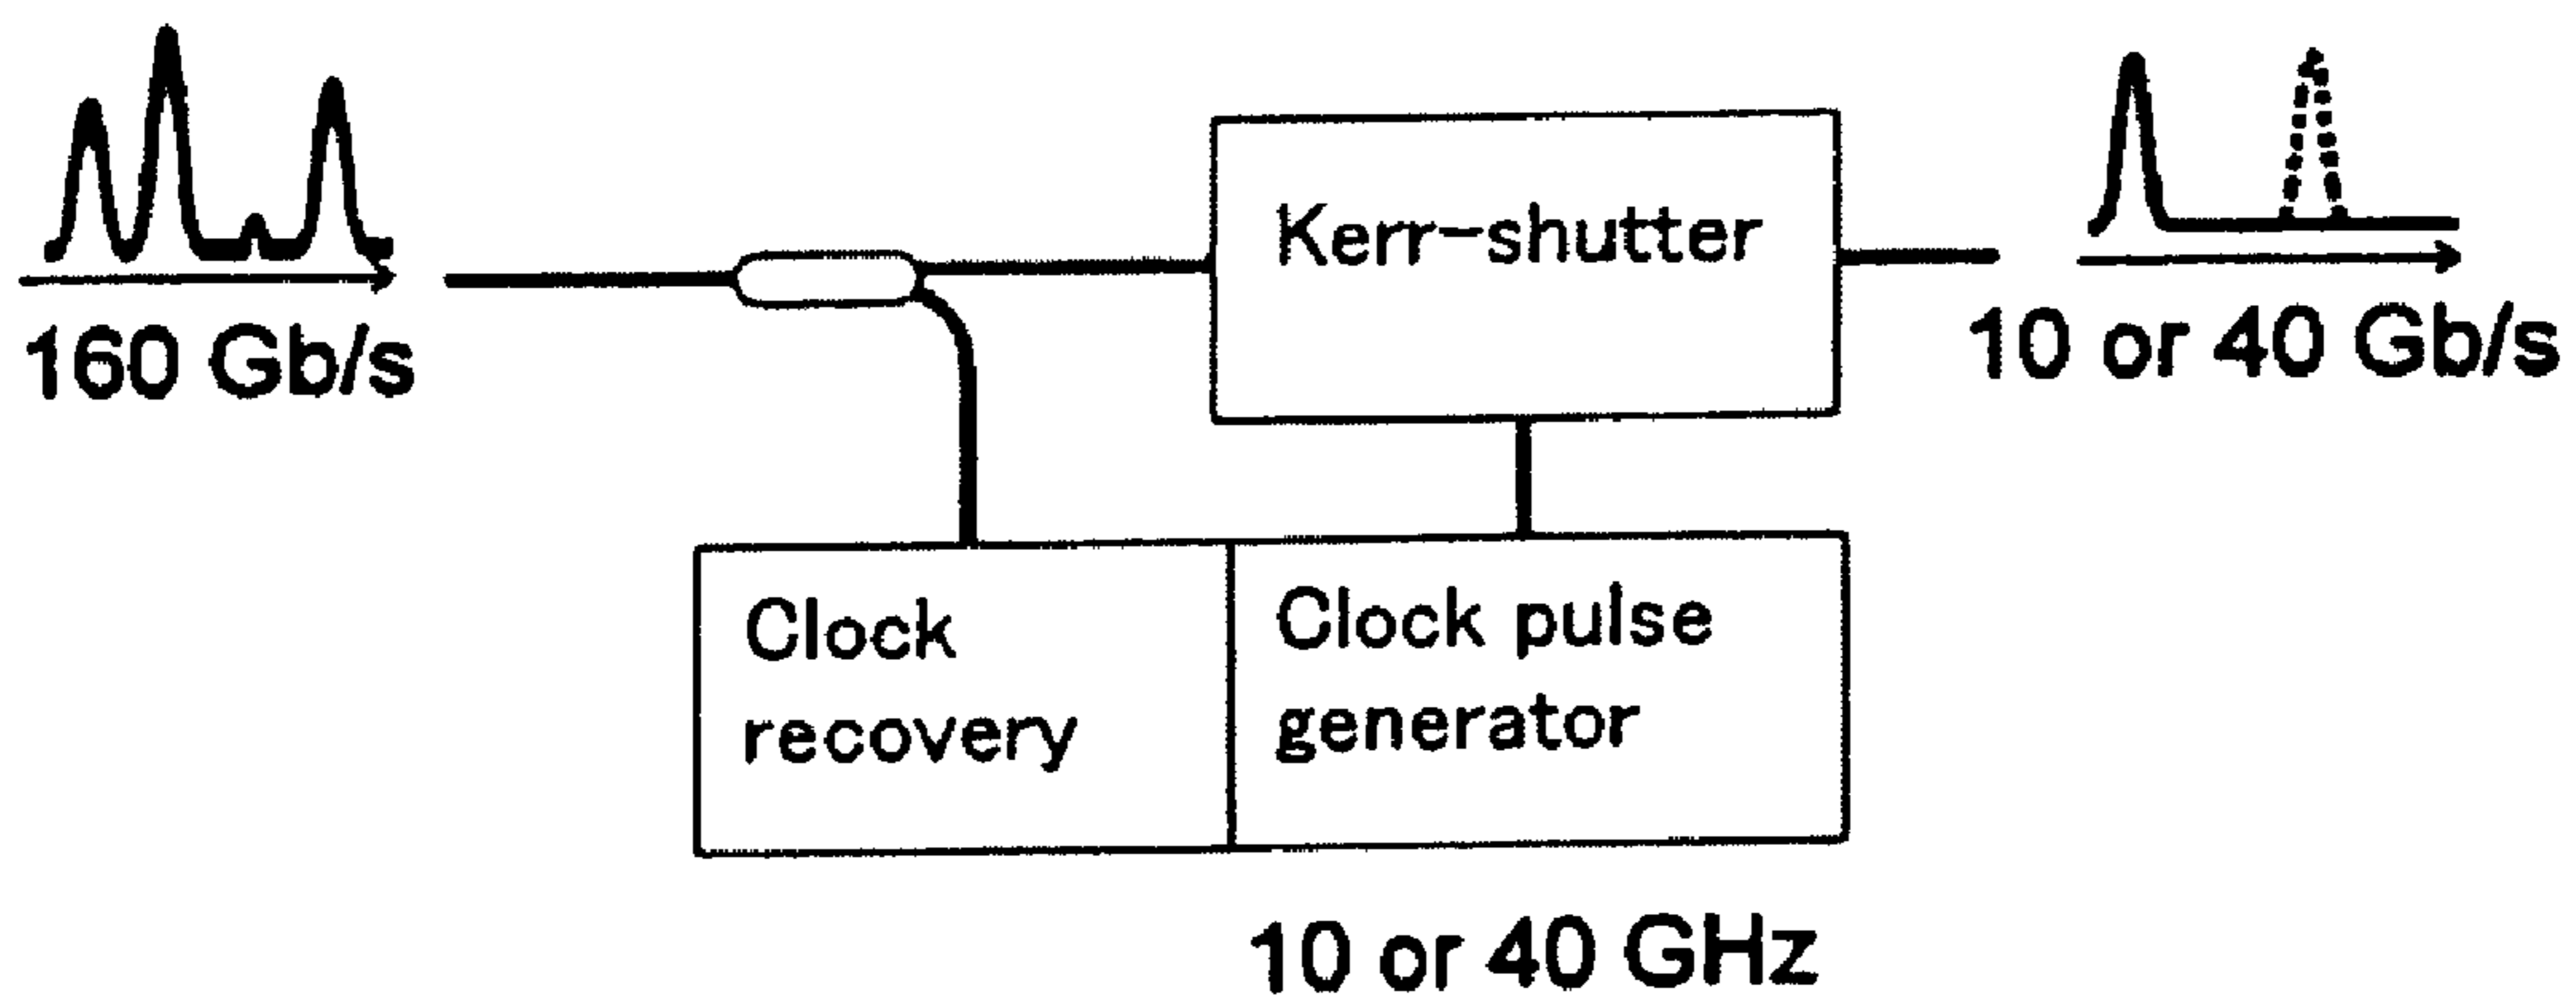 160 Gb/s
Kerr-shutter
10 or 40 Gb/s
Clock
recovery
Clock pulse
generator
10 or 40 GHz